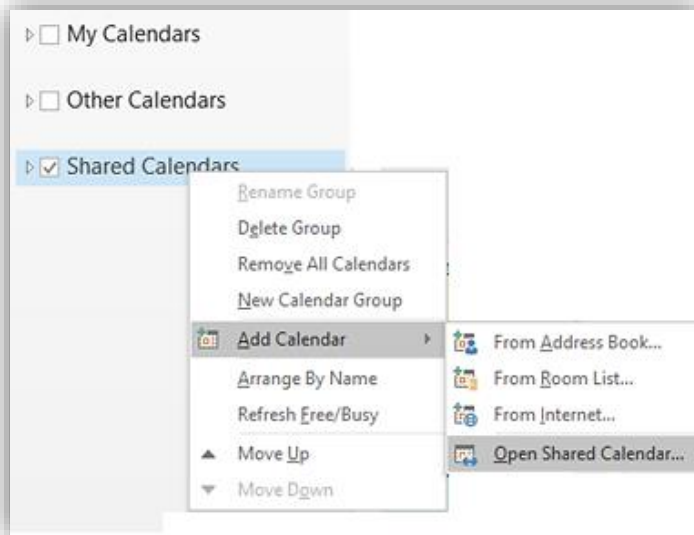 My Calendars
Other Calendars
Shared Calendars
Rename Group
Delete Group
Remove All Calendars
New Calendar Group
Add Calendar
Arrange By Name
Refresh Free/Busy
Move Up
Move Down
From Address Book...
From Room List...
From Internet...
Open Shared Calendar...